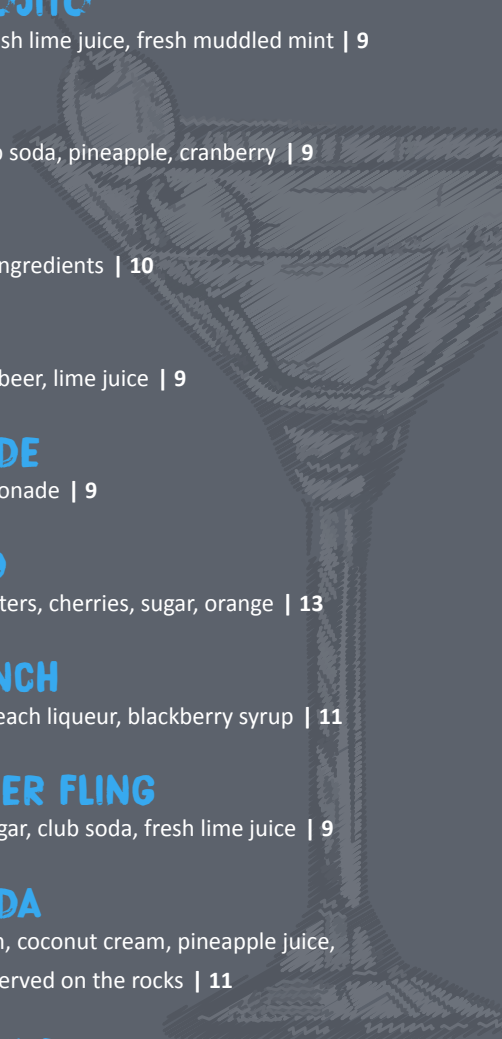 sh lime juice, fresh muddled mint | 9
soda, pineapple, cranberry | 9
ngredients | 10
beer, lime juice | 9
DE
onade | 9
ters, cherries, sugar, orange | 13
NCH
each liqueur, blackberry syrup | 11
ER FLING
gar, club soda, fresh lime juice | 9
DA
, coconut cream, pineapple juice,
erved on the rocks | 11